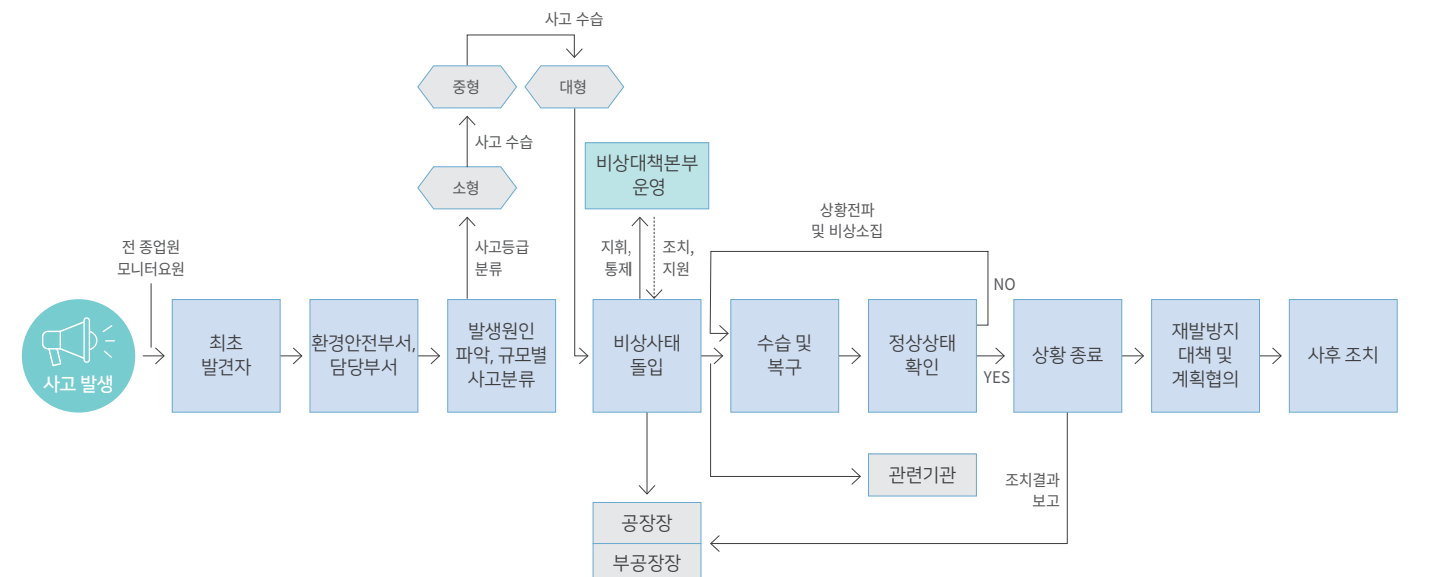 사고 수습
중형
대형
사고 수습
소형
비상대책본부
운영
사고등급
분류
지휘,
통제
조치,
지원
상황전파
및 비상소집
전 종업원
모니터요원
NO
사고 발생
최초
발견자
환경안전부서,
담당부서
발생원인
파악, 규모별
사고분류
비상사태
돌입
수습 및
복구
정상상태
확인
YES
상황 종료
재발방지
대책 및
계획협의
사후 조치
관련기관
조치결과
보고
공장장
부공장장